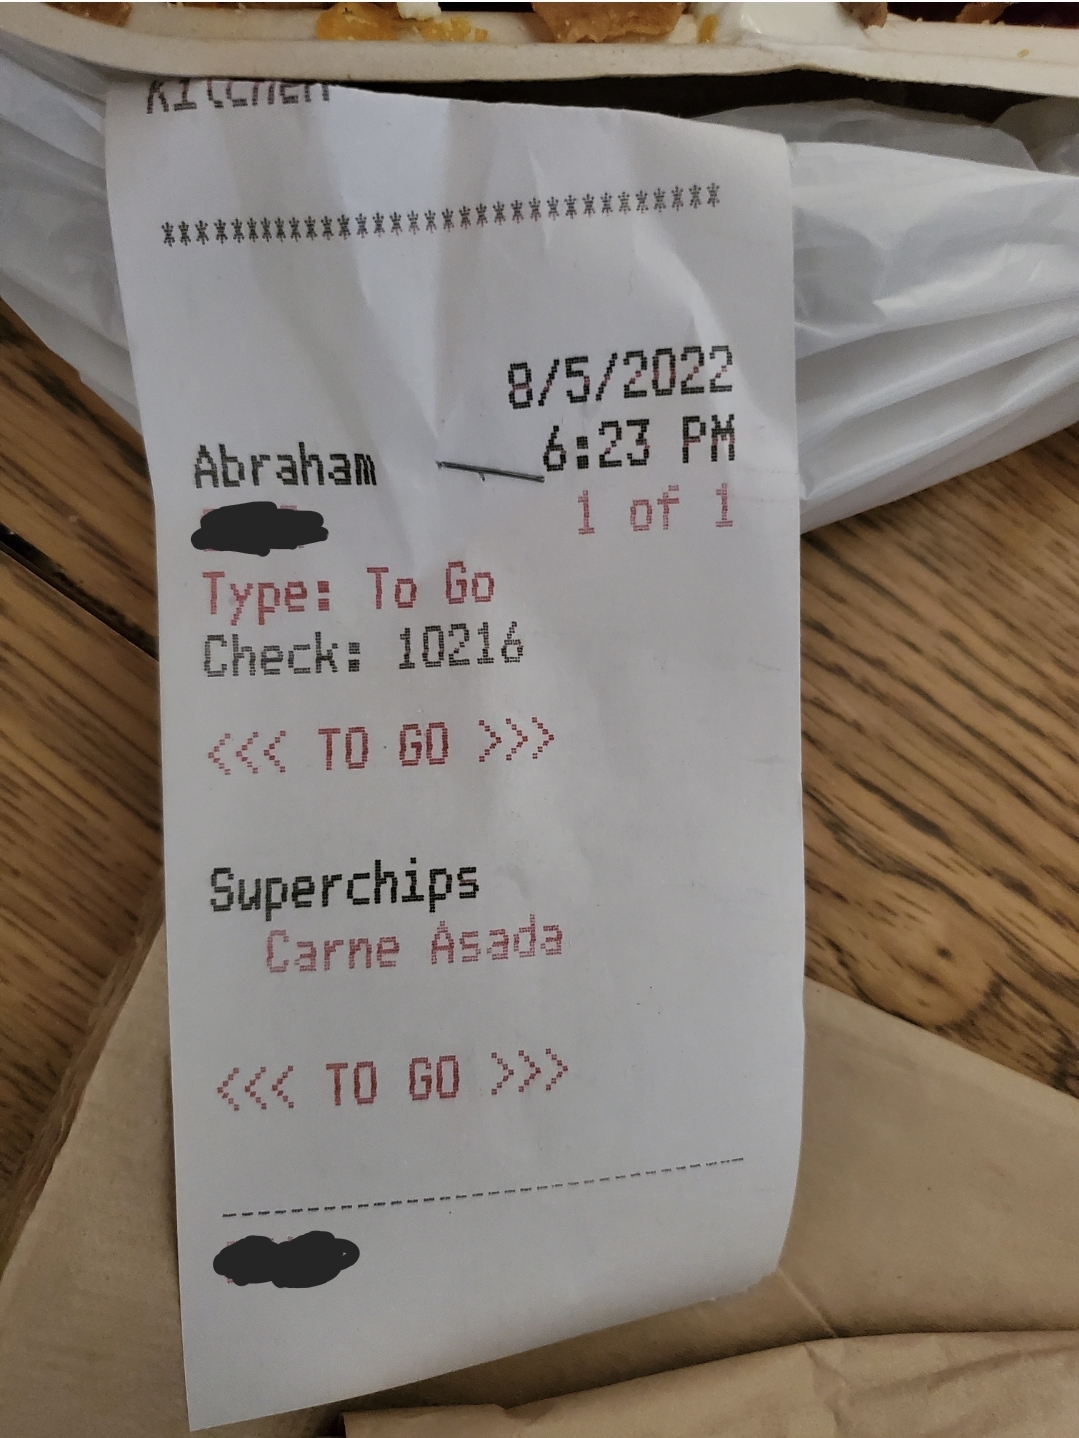 KITCHEN
*********************************
8/5/2022
Abraham 6:23 PM
1 of 1
Type: To Go
Check: 10216
<<< TO GO >>>
Superchips
Carne Asada
<<< TO GO >>>
---------------------------------